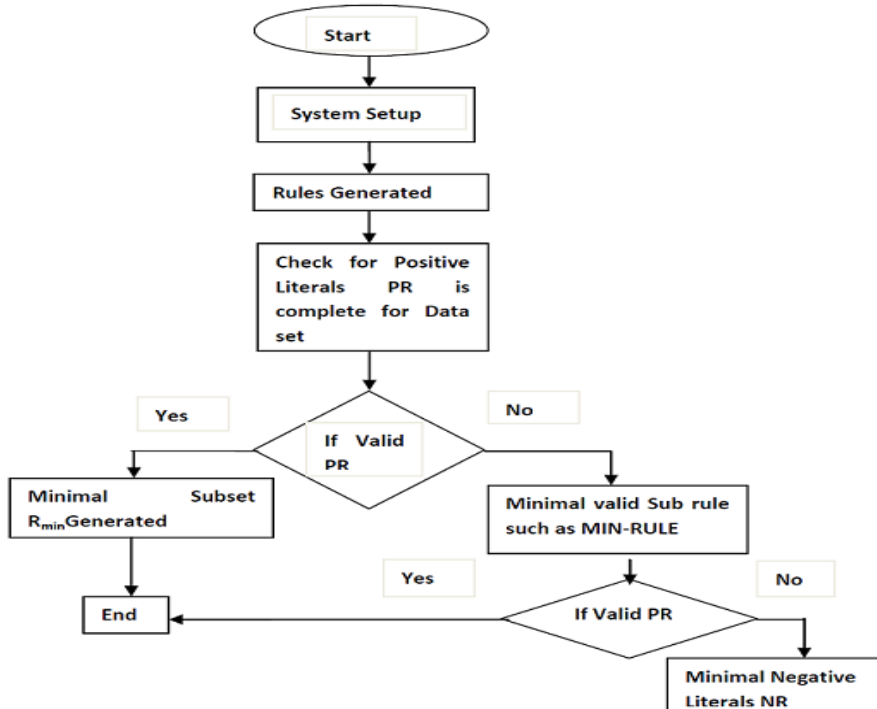 Start
System Setup
Rules Generated
Check for Positive
Literals PR is
complete for Data
set
Yes
No
If Valid
PR
Minimal Subset
RminGenerated
Minimal valid Sub rule
such as MIN-RULE
Yes
No
End
If Valid PR
Minimal Negative
Literals NR